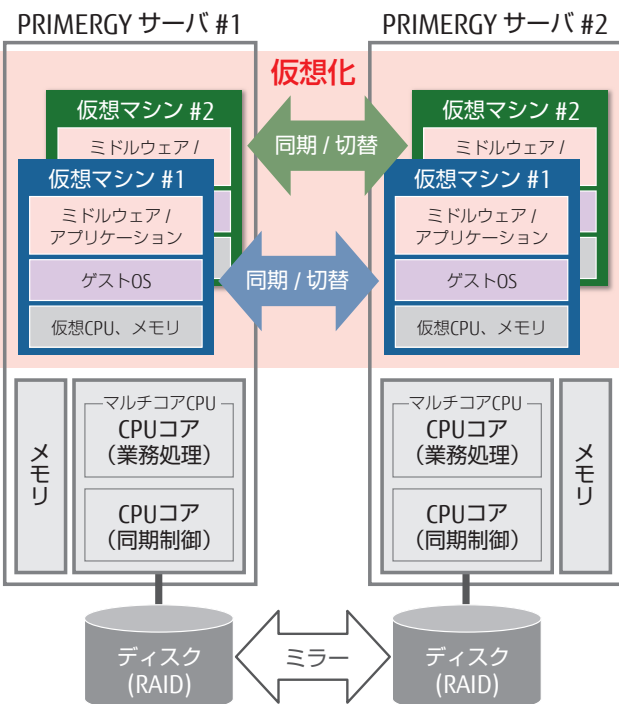 PRIMERGY サーバ #1
PRIMERGY サーバ #2
仮想化
仮想マシン #2
ミドルウェア /
仮想マシン #1
ミドルウェア /
アプリケーション
ゲストOS
仮想CPU、メモリ
同期 / 切替
同期 / 切替
仮想マシン #2
ミドルウェア /
仮想マシン #1
ミドルウェア /
アプリケーション
ゲストOS
仮想CPU、メモリ
メモリ
マルチコアCPU
CPUコア
(業務処理)
CPUコア
(同期制御)
マルチコアCPU
CPUコア
(業務処理)
CPUコア
(同期制御)
メモリ
ディスク
(RAID)
ミラー
ディスク
(RAID)